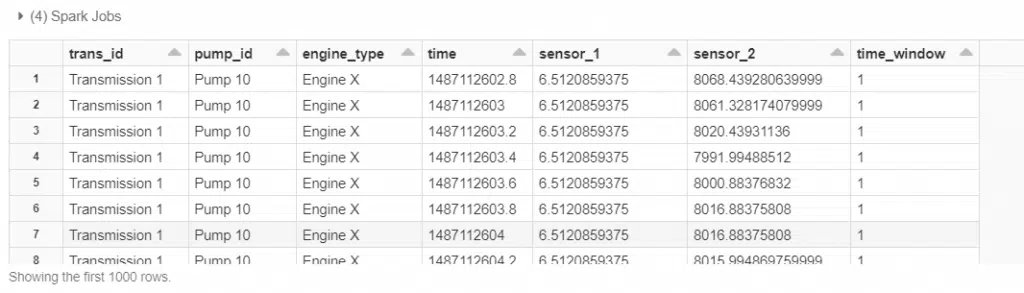 (4) Spark Jobs
trans_id pump_id engine_type time sensor_1 sensor_2 time_window
1 Transmission 1 Pump 10 Engine X 1487112602.8 6.5120859375 8068.439280639999 1
2 Transmission 1 Pump 10 Engine X 1487112603 6.5120859375 8061.328174079999 1
3 Transmission 1 Pump 10 Engine X 1487112603.2 6.5120859375 8020.43931136 1
4 Transmission 1 Pump 10 Engine X 1487112603.4 6.5120859375 7991.99488512 1
5 Transmission 1 Pump 10 Engine X 1487112603.6 6.5120859375 8000.88376832 1
6 Transmission 1 Pump 10 Engine X 1487112603.8 6.5120859375 8016.88375808 1
7 Transmission 1 Pump 10 Engine X 1487112604 6.5120859375 8016.88375808 1
8 Transmission 1 Pump 10 Engine X 1487112604.2 6.5120859375 8015.994869759999 1
Showing the first 1000 rows.